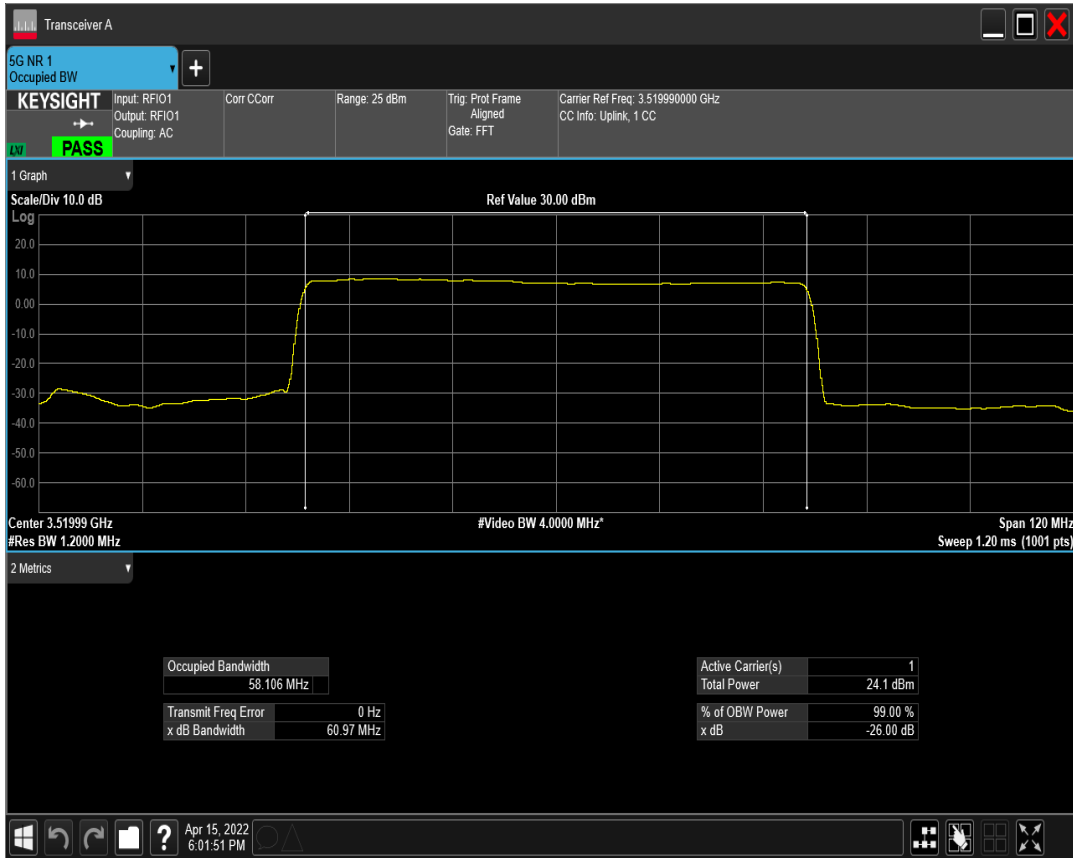 Transceiver A
5G NR 1
Occupied BW
KEYSIGHT
LXI
PASS
Input: RFIO1
Output: RFIO1
Coupling: AC
Corr CCorr
Range: 25 dBm
Trig: Prot Frame
Aligned
Gate: FFT
Carrier Ref Freq: 3.519990000 GHz
CC Info: Uplink, 1 CC
1 Graph
Scale/Div 10.0 dB
Ref Value 30.00 dBm
Log
20.0
10.0
0.00
-10.0
-20.0
-30.0
-40.0
-50.0
-60.0
Center 3.51999 GHz
#Video BW 4.0000 MHz*
Span 120 MHz
#Res BW 1.2000 MHz
Sweep 1.20 ms (1001 pts)
2 Metrics
Occupied Bandwidth
58.106 MHz
Transmit Freq Error 0 Hz
x dB Bandwidth 60.97 MHz
Active Carrier(s) 1
Total Power 24.1 dBm
% of OBW Power 99.00 %
x dB -26.00 dB
?
Apr 15, 2022
6:01:51 PM